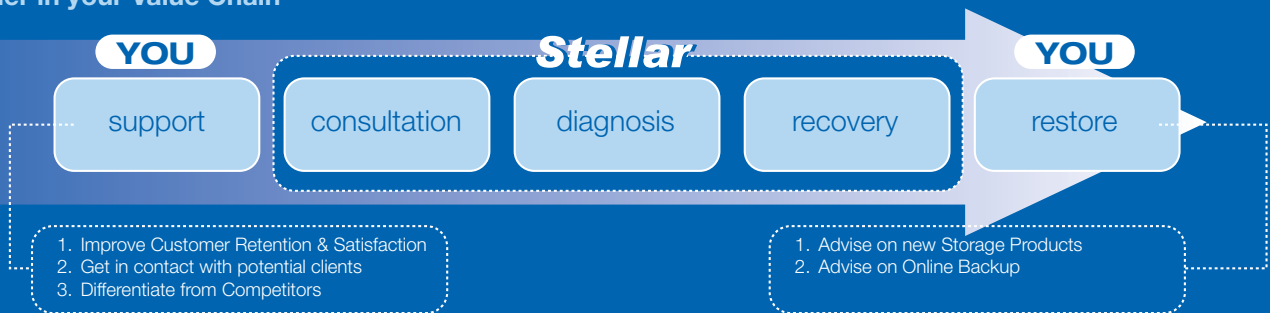 in your Value Chain
YOU
Stellar
YOU
support
consultation
diagnosis
recovery
restore
1. Improve Customer Retention & Satisfaction
2. Get in contact with potential clients
3. Differentiate from Competitors
1. Advise on new Storage Products
2. Advise on Online Backup